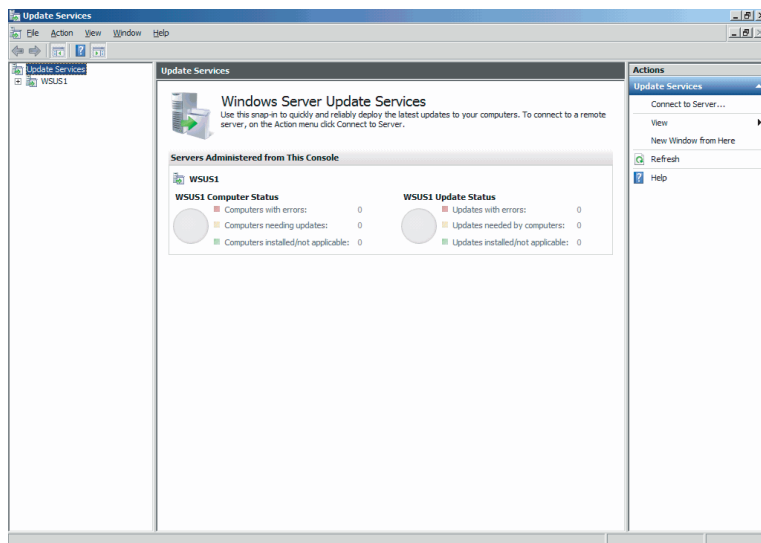 Update Services
File Action View Window Help
Update Services
WSUS1
Update Services
Windows Server Update Services
Use this snap-in to quickly and reliably deploy the latest updates to your computers. To connect to a remote
server, on the Action menu click Connect to Server.
Servers Administered from This Console
WSUS1
WSUS1 Computer Status
Computers with errors: 0
Computers needing updates: 0
Computers installed/not applicable: 0
WSUS1 Update Status
Updates with errors: 0
Updates needed by computers: 0
Updates installed/not applicable: 0
Actions
Update Services
Connect to Server...
View
New Window from Here
Refresh
Help